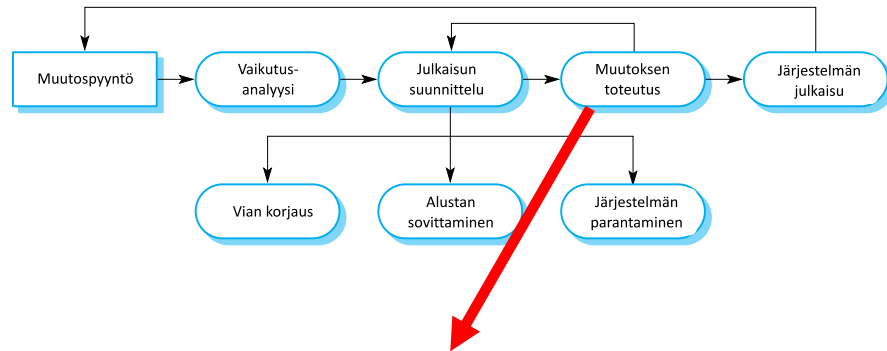 Muutospyyntö
Vaikutus-
analyysi
Julkaisun
suunnittelu
Muutoksen
toteutus
Järjestelmän
julkaisu
Vian korjaus
Alustan
sovittaminen
Järjestelmän
parantaminen